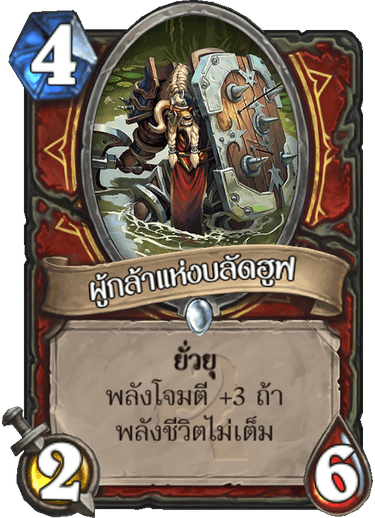 4
ผู้กล้าแห่งบลัดฮูฟ
ยั่วยุ
พลังโจมตี +3 ถ้า
พลังชีวิตไม่เต็ม
2
6